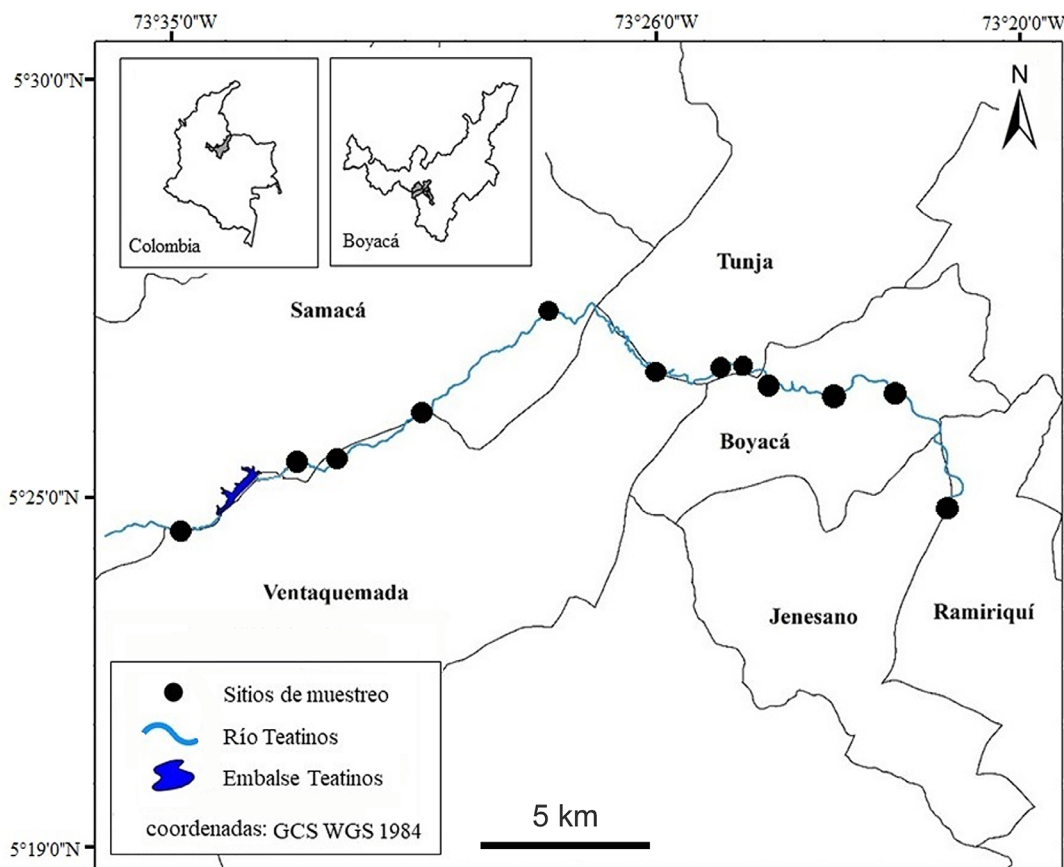 73°35'0"W
73°26'0"W
73°20'0"W
5°30'0"N
N
Colombia
Boyacá
Tunja
Samacá
Boyacá
5°25'0"N
Ventaquemada
Jenesano
Ramiriquí
Sitios de muestreo
Río Teatinos
Embalse Teatinos
coordenadas: GCS WGS 1984
5 km
5°19'0"N